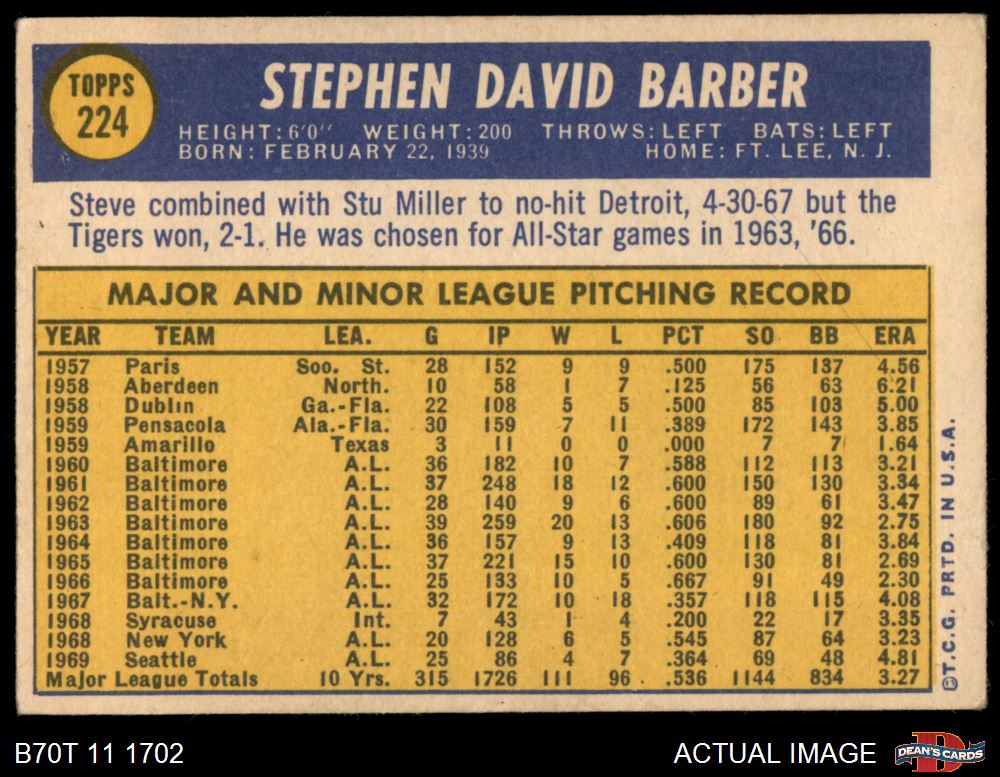 TOPPS
224
STEPHEN DAVID BARBER
HEIGHT: 6'0" WEIGHT: 200 THROWS: LEFT BATS: LEFT
BORN: FEBRUARY 22, 1939 HOME: FT. LEE, N. J.
Steve combined with Stu Miller to no-hit Detroit, 4-30-67 but the
Tigers won, 2-1. He was chosen for All-Star games in 1963, '66.
MAJOR AND MINOR LEAGUE PITCHING RECORD
YEAR TEAM LEA. G IP W L PCT SO BB ERA
1957 Paris Soo. St. 28 152 9 9 .500 175 137 4.56
1958 Aberdeen North. 10 58 1 7 .125 56 63 6.21
1958 Dublin Ga.-Fla. 22 108 5 5 .500 85 103 5.00
1959 Pensacola Ala.-Fla. 30 159 7 11 .389 172 143 3.85
1959 Amarillo Texas 3 11 0 0 .000 7 7 1.64
1960 Baltimore A.L. 36 182 10 7 .588 112 113 3.21
1961 Baltimore A.L. 37 248 18 12 .600 150 130 3.34
1962 Baltimore A.L. 28 140 9 6 .600 89 61 3.47
1963 Baltimore A.L. 39 259 20 13 .606 180 92 2.75
1964 Baltimore A.L. 36 157 9 13 .409 118 81 3.84
1965 Baltimore A.L. 37 221 15 10 .600 130 81 2.69
1966 Baltimore A.L. 25 133 10 5 .667 91 49 2.30
1967 Balt.-N.Y. A.L. 32 172 10 18 .357 118 115 4.08
1968 Syracuse Int. 7 43 1 4 .200 22 17 3.35
1968 New York A.L. 20 128 6 5 .545 87 64 3.23
1969 Seattle A.L. 25 86 4 7 .364 69 48 4.81
Major League Totals 10 Yrs. 315 1726 111 96 .536 1144 834 3.27
©T.C.G. PRTD. IN U.S.A.
B70T 11 1702
ACTUAL IMAGE
DEAN'S CARDS